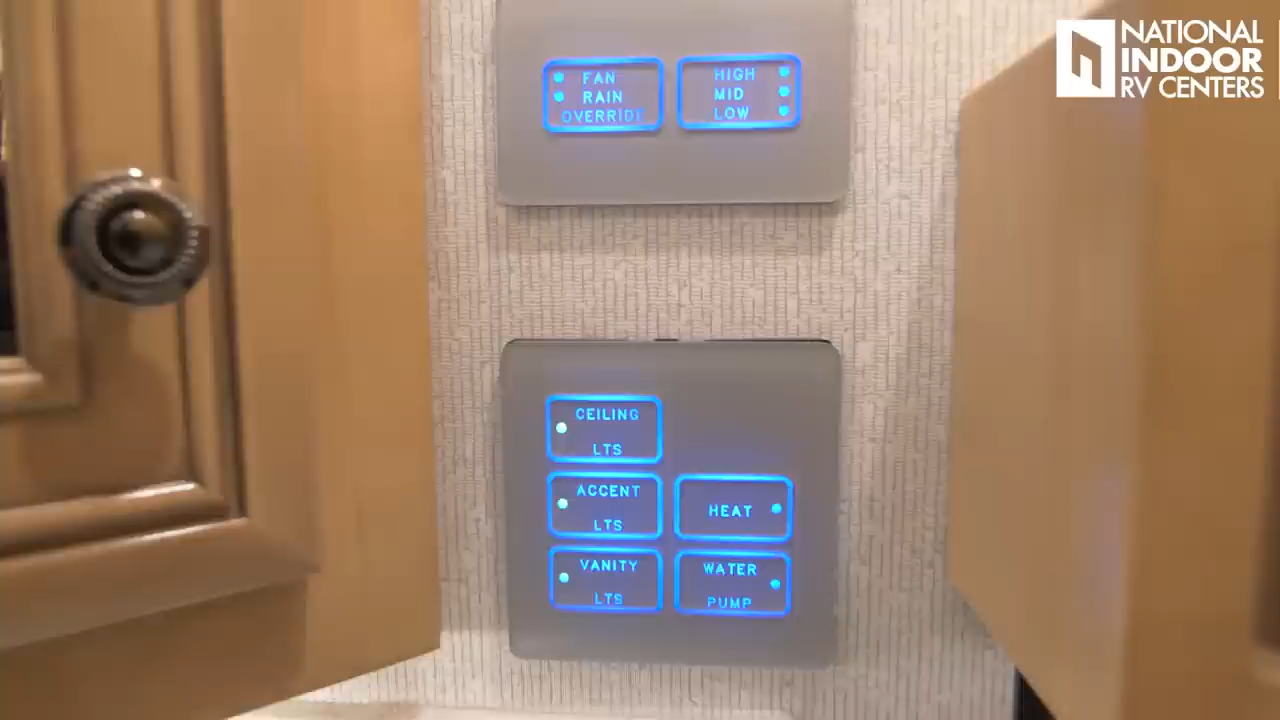 NATIONAL
INDOOR
RV CENTERS
FAN
RAIN
OVERRIDE
HIGH
MID
LOW
CEILING
LTS
ACCENT
LTS
HEAT
VANITY
LTS
WATER
PUMP